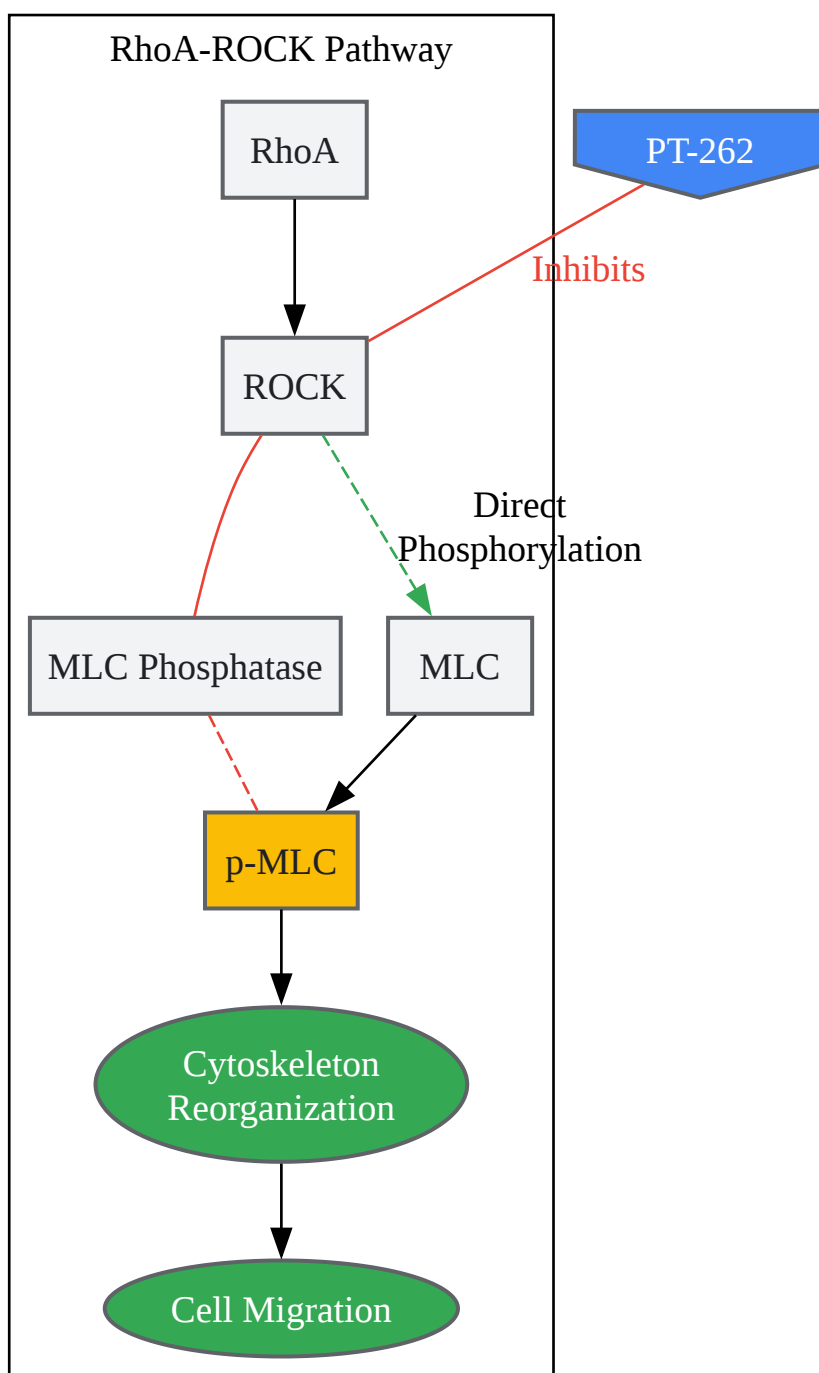 RhoA-ROCK Pathway
RhoA
PT-262
Inhibits
ROCK
Direct
Phosphorylation
MLC Phosphatase
MLC
p-MLC
Cytoskeleton
Reorganization
Cell Migration